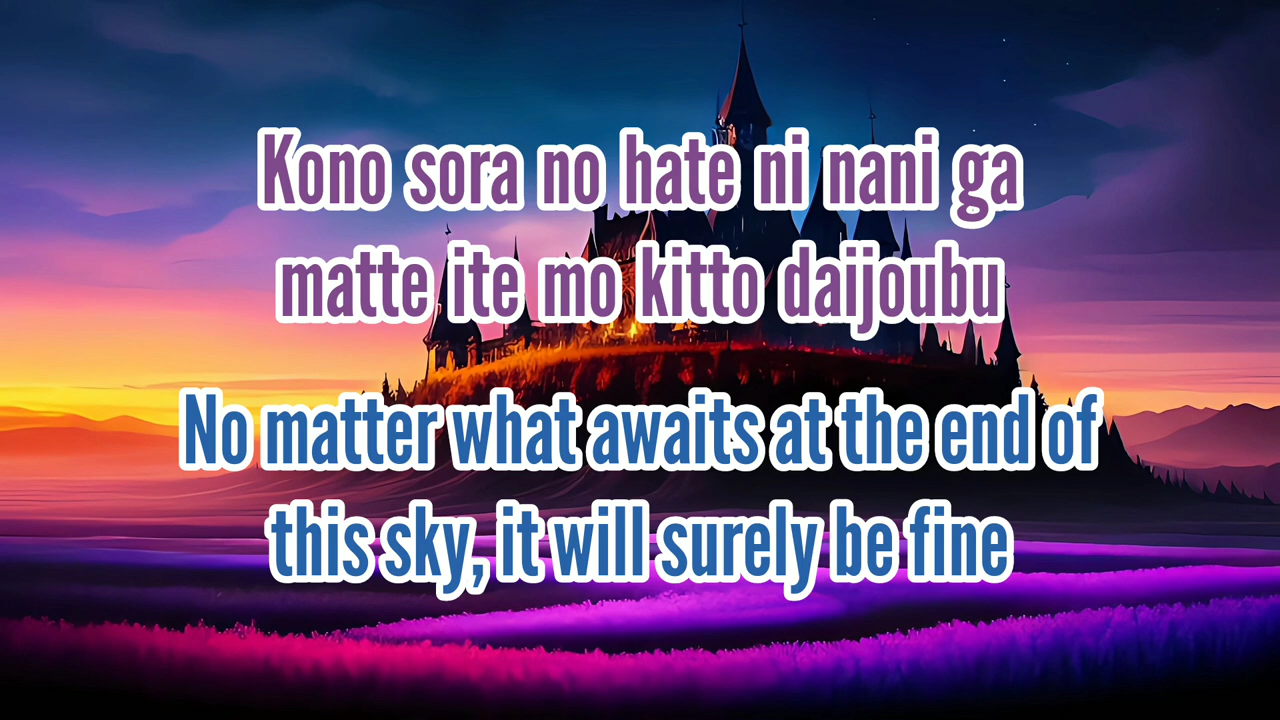 Kono sora no hate ni nani ga
matte ite mo kitto daijoubu
No matter what awaits at the end of
this sky, it will surely be fine